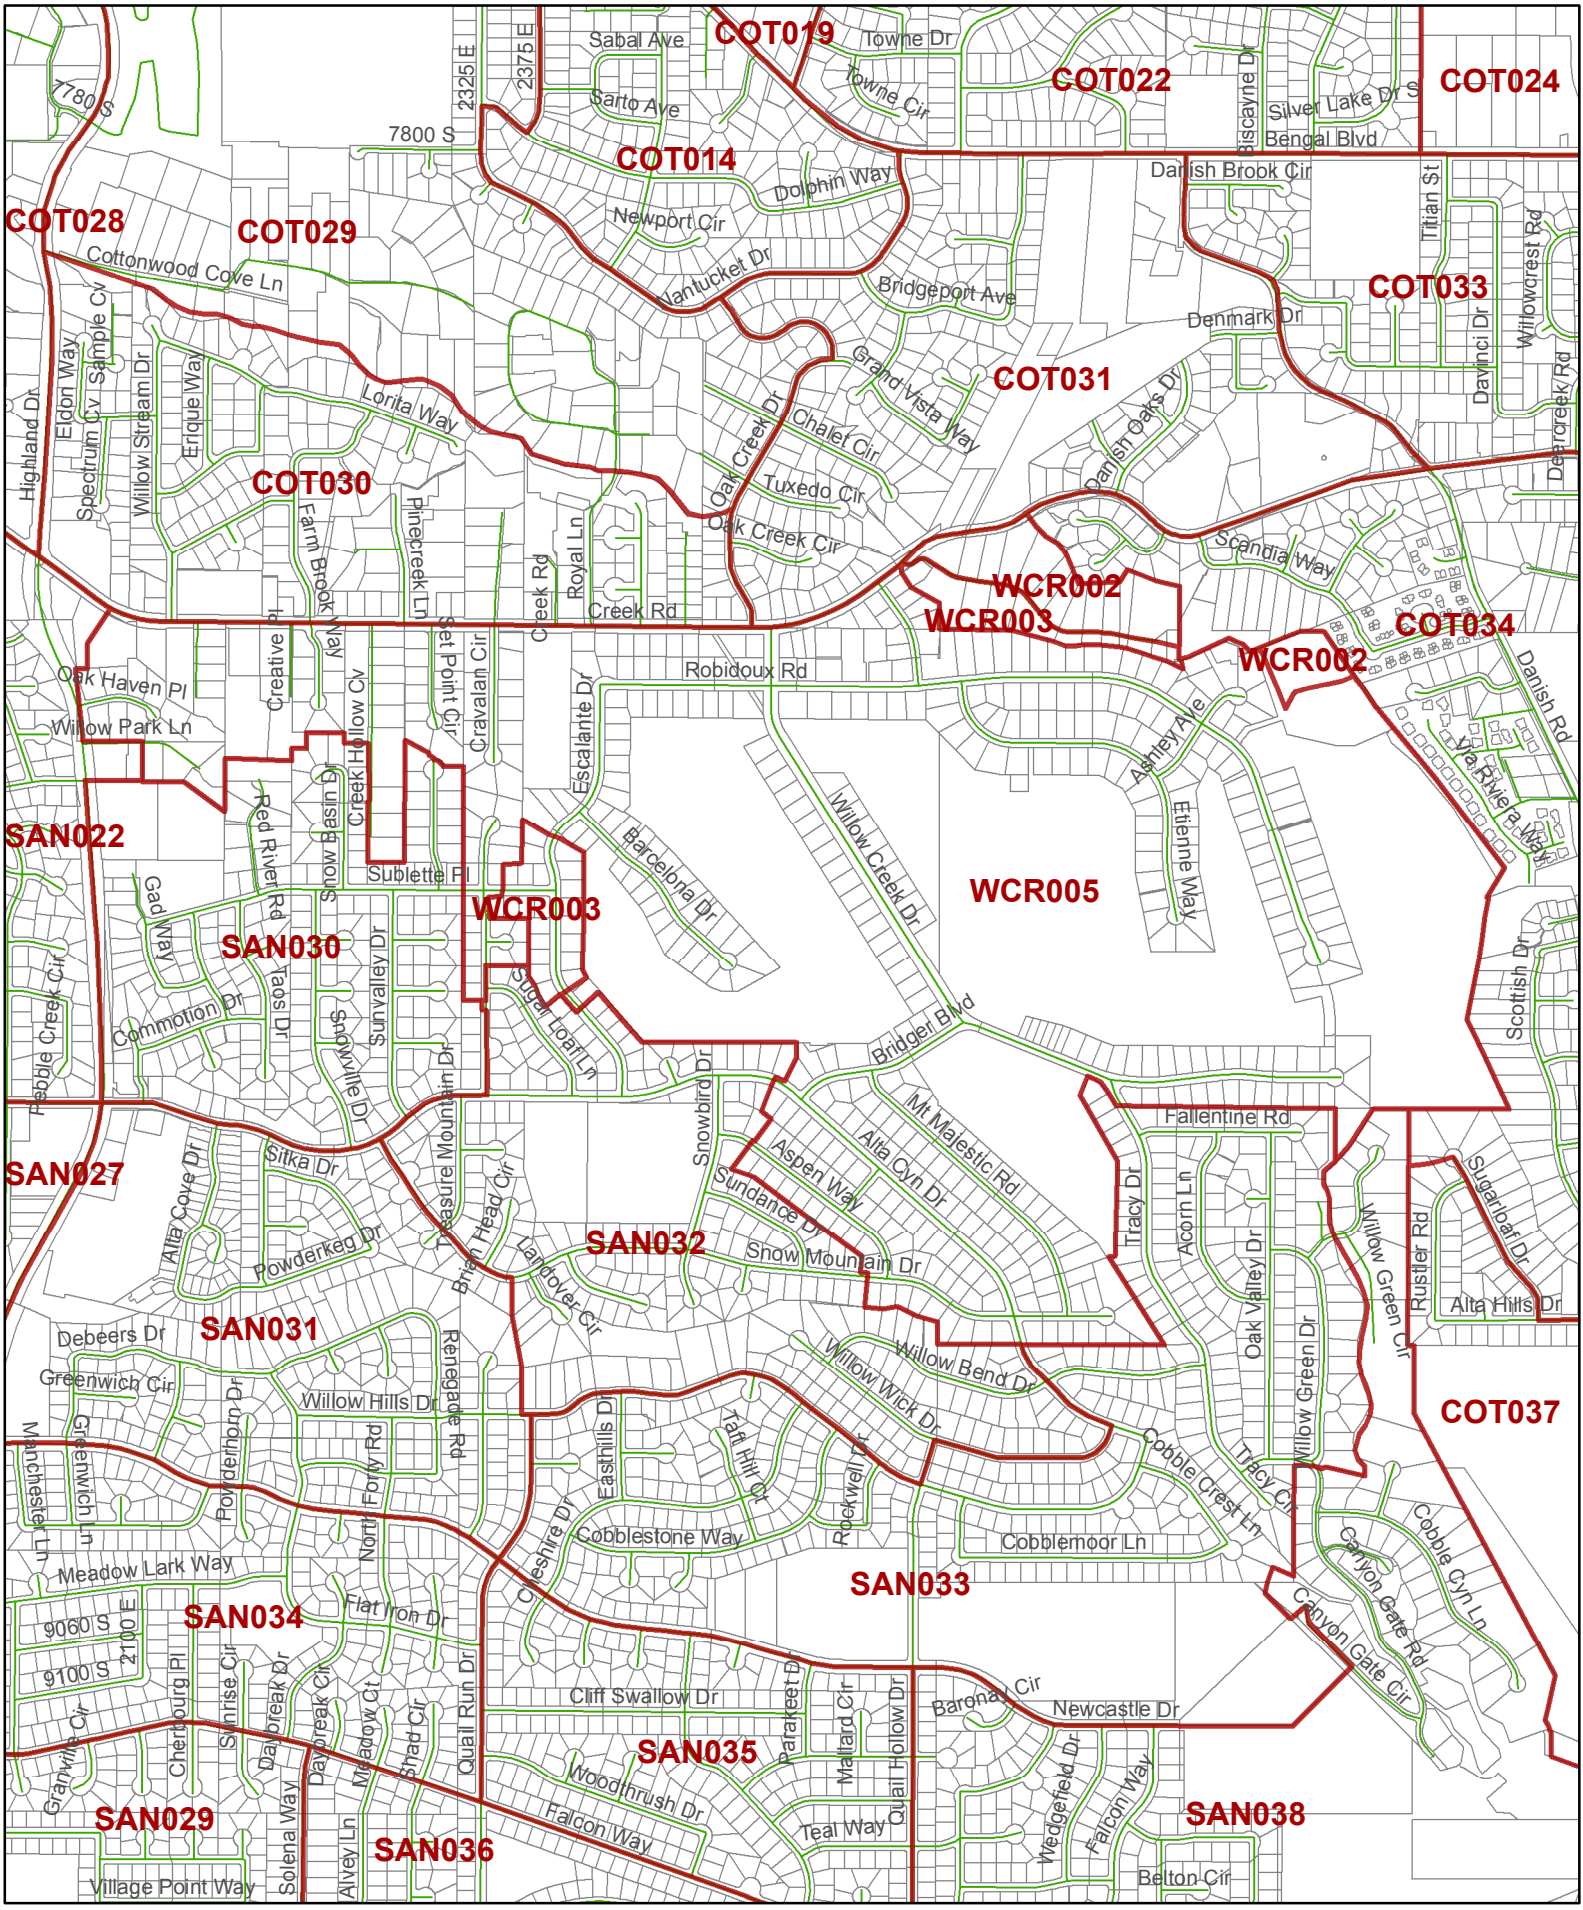 COT019
Towne Dr
Sabal Ave
2325 E
2375 E
COT022
COT024
Towne Cir
Biscayne Dr
7780 S
Sarto Ave
Silver Lake Dr S
7800 S
Bengal Blvd
COT014
Danish Brook Cir
Dolphin Way
Titian St
COT028
COT029
Newport Cir
Willowcrest Rd
Cottonwood Cove Ln
Nantucket Dr
Bridgeport Ave
COT033
Sample Cv
Denmark Dr
Davinci Dr
Eldon Way
Willow Stream Dr
Erique Way
Grand Vista Way
COT031
Lorita Way
Danish Oaks Dr
Deercreek Rd
Highland Dr
Spectrum Cv
Oak Creek Dr
Chalet Cir
COT030
Tuxedo Cir
Farm Brook Way
Pinecreek Ln
Oak Creek Cir
Royal Ln
Scandia Way
Creek Rd
WCR002
Creek Rd
WCR003
COT034
Creative Pl
Set Point Cir
Cravalan Cir
WCR002
Oak Haven Pl
Robidoux Rd
Danish Rd
Creek Hollow Cv
Escalante Dr
Willow Park Ln
Ashley Ave
Via Riviera Way
Snow Basin Dr
Red River Rd
SAN022
Willow Creek Dr
Etienne Way
Barcelona Dr
Sublette Pl
WCR005
WCR003
Gad Way
SAN030
Sunvalley Dr
Scottish Dr
Pebble Creek Cir
Taos Dr
Sugar Loaf Ln
Commotion Dr
Snowville Dr
Bridger Blvd
Treasure Mountain Dr
Snowbird Dr
Mt Majestic Rd
Fallentine Rd
SAN027
Alta Cove Dr
Sitka Dr
Alta Cyn Dr
Aspen Way
Sundance Dr
Tracy Dr
Acorn Ln
Sugarloaf Dr
Brian Head Cir
Willow Green Cir
Rustler Rd
Powderkeg Dr
Landover Cir
SAN032
Snow Mountain Dr
Oak Valley Dr
Alta Hills Dr
SAN031
Debeers Dr
Renegade Rd
Willow Green Dr
Willow Bend Dr
Greenwich Cir
Willow Wick Dr
Powderhorn Dr
Willow Hills Dr
COT037
Manchester Ln
Greenwich Ln
North Forty Rd
Easthills Dr
Taft Hill Ct
Rockwell Dr
Cobble Crest Ln
Tracy Cir
Cheshire Dr
Cobblestone Way
Cobblemoor Ln
Cobble Cyn Ln
Meadow Lark Way
SAN033
Canyon Gate Rd
Canyon Gate Cir
9060 S
2100 E
SAN034
Flat Iron Dr
9100 S
Cherbourg Pl
Sunrise Cir
Daybreak Dr
Daybreak Cir
Meadow Ct
Shad Cir
Quail Run Dr
Cliff Swallow Dr
Parakeet Dr
Mallard Cir
Quail Hollow Dr
Baronay Cir
Newcastle Dr
Granville Cir
SAN035
Woodthrush Dr
Wedgefield Dr
Falcon Way
SAN029
Solena Way
Alvey Ln
SAN036
Falcon Way
Teal Way
SAN038
Village Point Way
Belton Cir